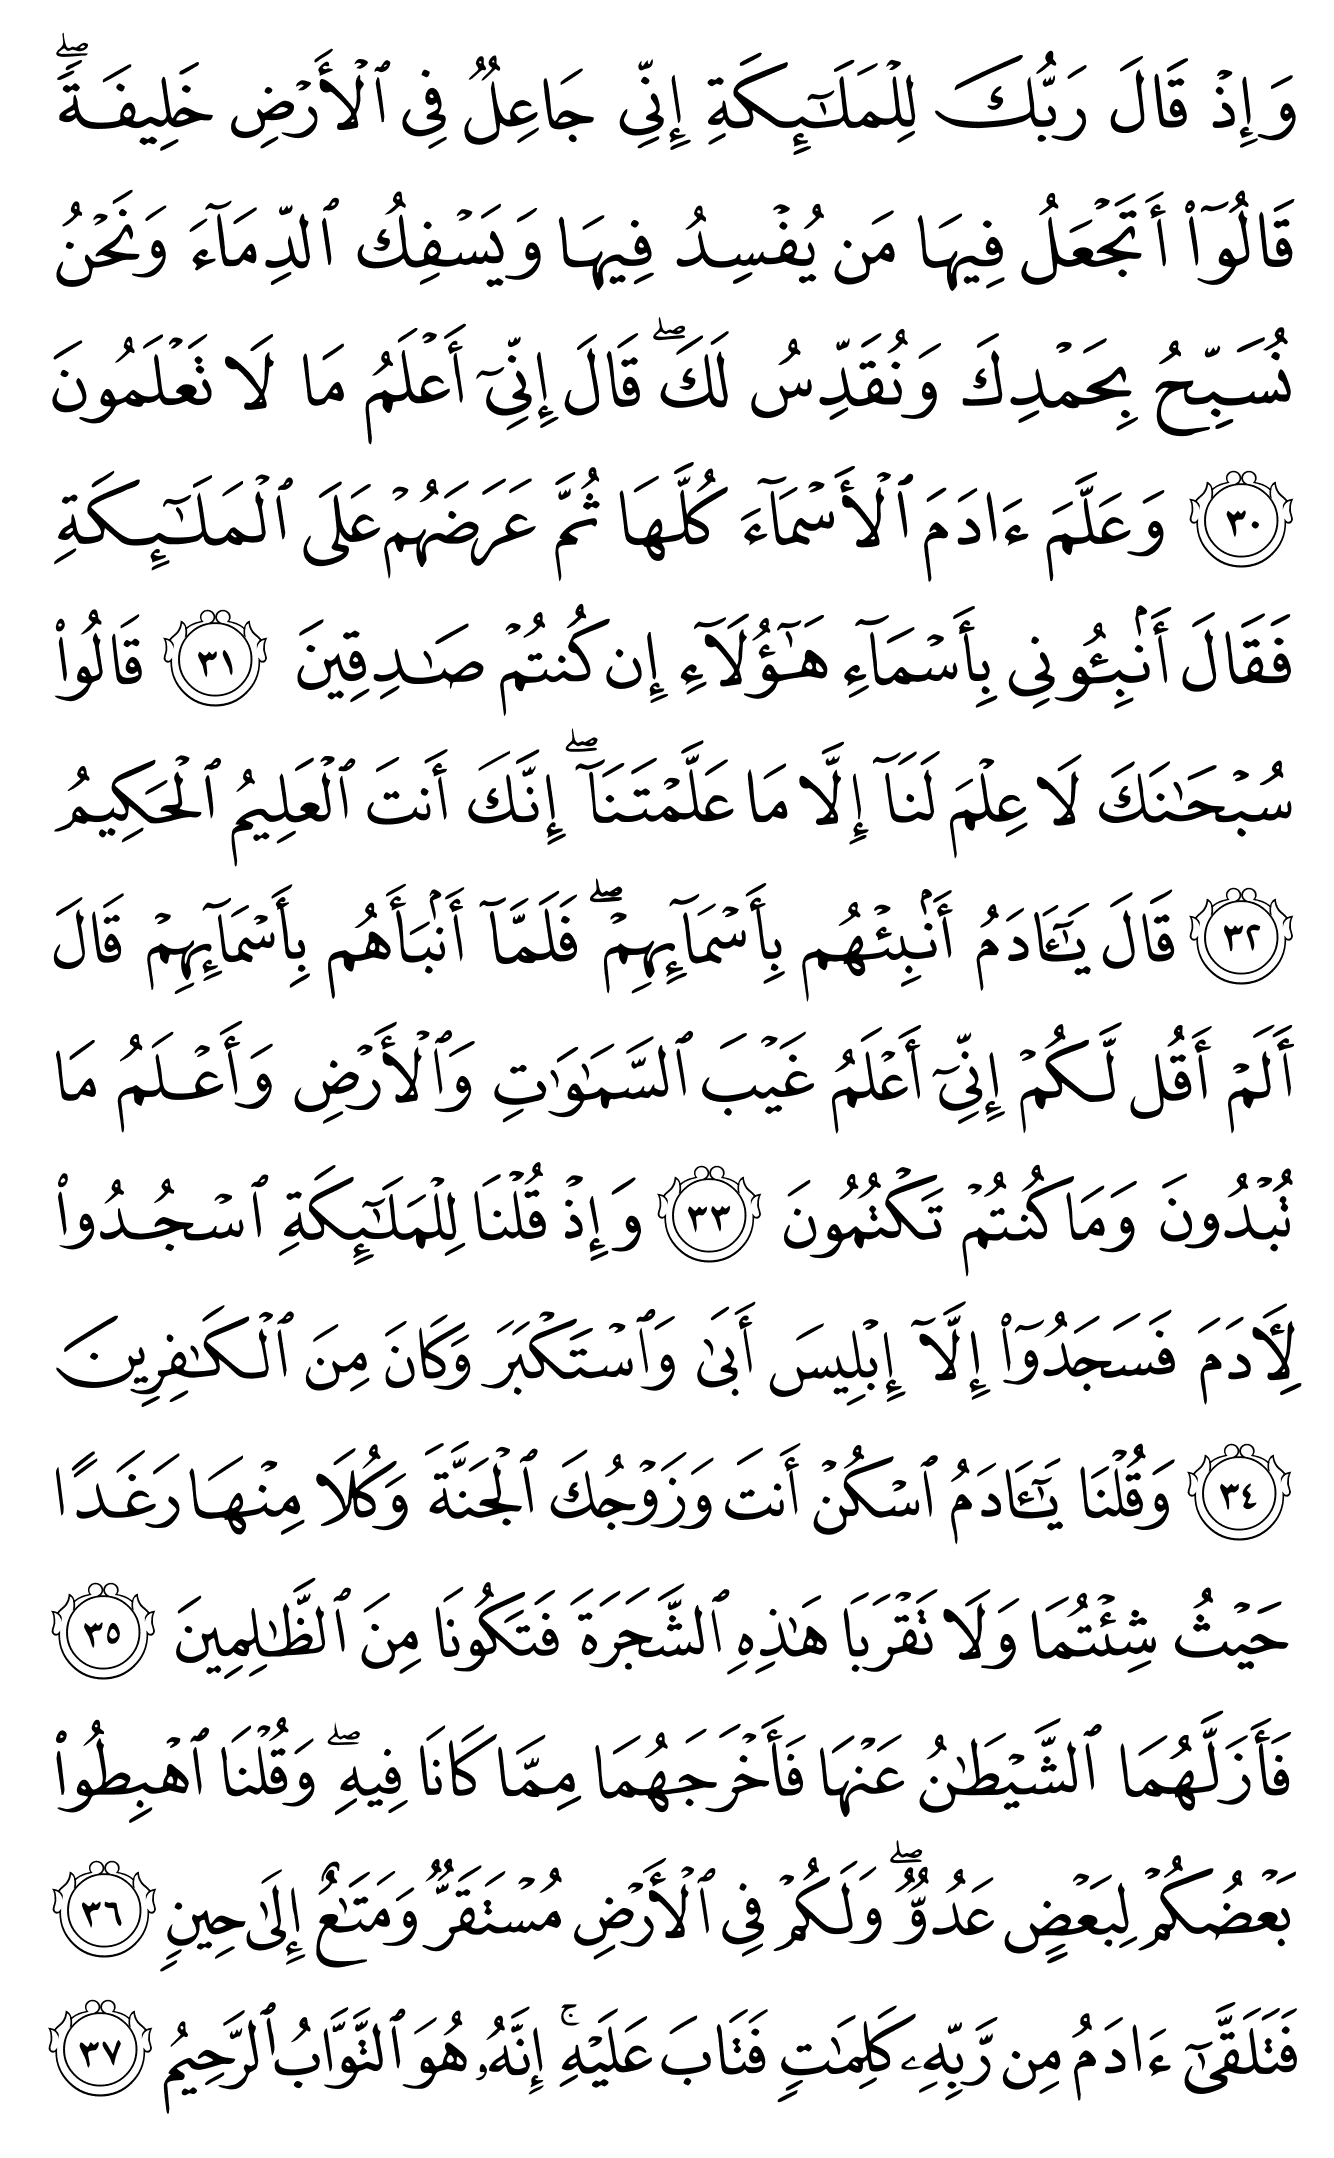 وَإِذۡ قَالَ رَبُّكَ لِلۡمَلَٰٓئِكَةِ إِنِّي جَاعِلٞ فِي ٱلۡأَرۡضِ خَلِيفَةٗۖ
قَالُوٓاْ أَتَجۡعَلُ فِيهَا مَن يُفۡسِدُ فِيهَا وَيَسۡفِكُ ٱلدِّمَآءَ وَنَحۡنُ
نُسَبِّحُ بِحَمۡدِكَ وَنُقَدِّسُ لَكَۖ قَالَ إِنِّيٓ أَعۡلَمُ مَا لَا تَعۡلَمُونَ
٣٠ وَعَلَّمَ ءَادَمَ ٱلۡأَسۡمَآءَ كُلَّهَا ثُمَّ عَرَضَهُمۡ عَلَى ٱلۡمَلَٰٓئِكَةِ
فَقَالَ أَنۢبِـُٔونِي بِأَسۡمَآءِ هَٰٓؤُلَآءِ إِن كُنتُمۡ صَٰدِقِينَ ٣١ قَالُواْ
سُبۡحَٰنَكَ لَا عِلۡمَ لَنَآ إِلَّا مَا عَلَّمۡتَنَآۖ إِنَّكَ أَنتَ ٱلۡعَلِيمُ ٱلۡحَكِيمُ
٣٢ قَالَ يَٰٓـَٔادَمُ أَنۢبِئۡهُم بِأَسۡمَآئِهِمۡۖ فَلَمَّآ أَنۢبَأَهُم بِأَسۡمَآئِهِمۡ قَالَ
أَلَمۡ أَقُل لَّكُمۡ إِنِّيٓ أَعۡلَمُ غَيۡبَ ٱلسَّمَٰوَٰتِ وَٱلۡأَرۡضِ وَأَعۡلَمُ مَا
تُبۡدُونَ وَمَا كُنتُمۡ تَكۡتُمُونَ ٣٣ وَإِذۡ قُلۡنَا لِلۡمَلَٰٓئِكَةِ ٱسۡجُدُواْ
لِأٓدَمَ فَسَجَدُوٓاْ إِلَّآ إِبۡلِيسَ أَبَىٰ وَٱسۡتَكۡبَرَ وَكَانَ مِنَ ٱلۡكَٰفِرِينَ
٣٤ وَقُلۡنَا يَٰٓـَٔادَمُ ٱسۡكُنۡ أَنتَ وَزَوۡجُكَ ٱلۡجَنَّةَ وَكُلَا مِنۡهَا رَغَدًا
حَيۡثُ شِئۡتُمَا وَلَا تَقۡرَبَا هَٰذِهِ ٱلشَّجَرَةَ فَتَكُونَا مِنَ ٱلظَّٰلِمِينَ ٣٥
فَأَزَلَّهُمَا ٱلشَّيۡطَٰنُ عَنۡهَا فَأَخۡرَجَهُمَا مِمَّا كَانَا فِيهِۖ وَقُلۡنَا ٱهۡبِطُواْ
بَعۡضُكُمۡ لِبَعۡضٍ عَدُوّٞۖ وَلَكُمۡ فِي ٱلۡأَرۡضِ مُسۡتَقَرّٞ وَمَتَٰعٌ إِلَىٰ حِينٖ ٣٦
فَتَلَقَّىٰٓ ءَادَمُ مِن رَّبِّهِۦ كَلِمَٰتٖ فَتَابَ عَلَيۡهِۚ إِنَّهُۥ هُوَ ٱلتَّوَّابُ ٱلرَّحِيمُ ٣٧